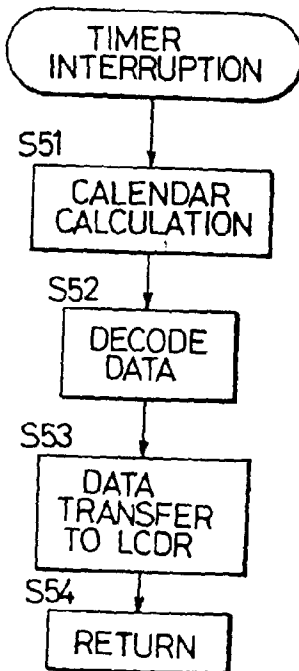 TIMER
INTERRUPTION
S51
CALENDAR
CALCULATION
S52
DECODE
DATA
S53
DATA
TRANSFER
TO LCDR
S54
RETURN